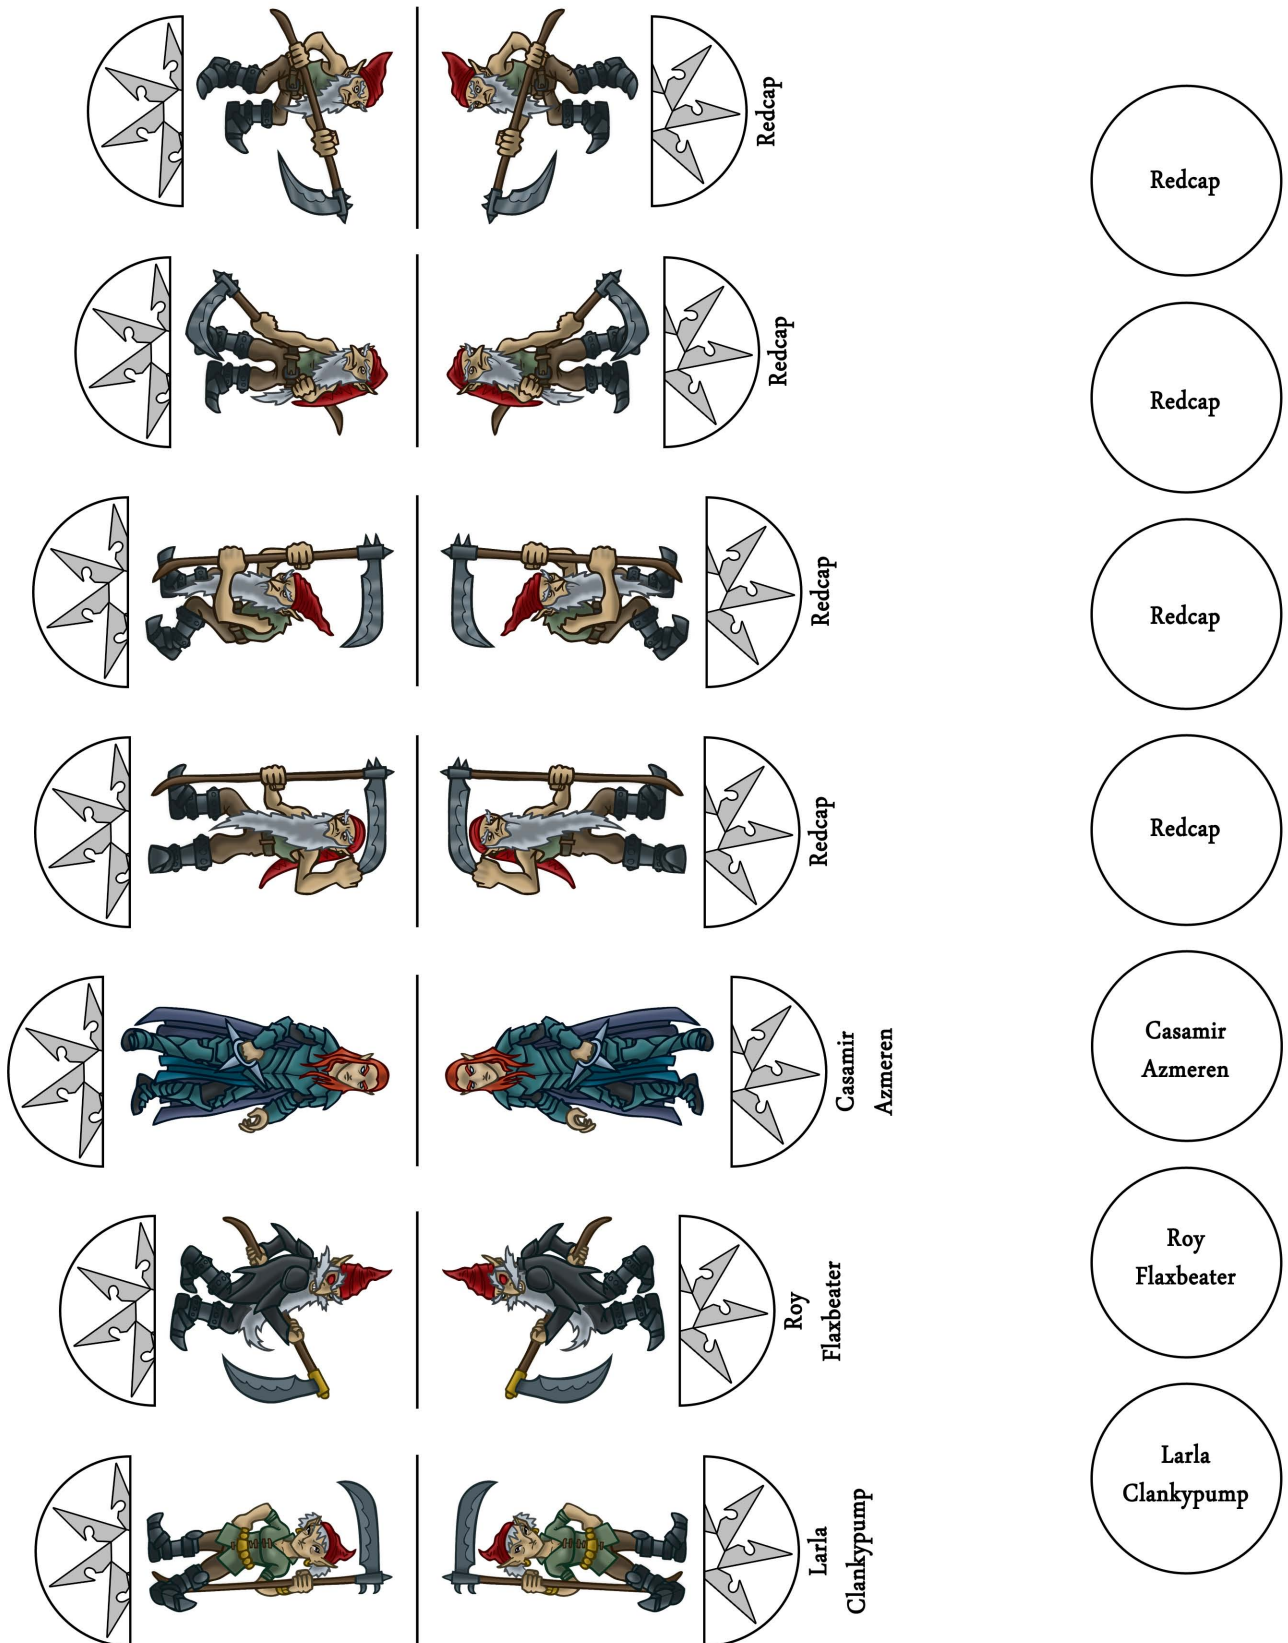 Redcap
Redcap
Redcap
Redcap
Casamir
Azmeren
Roy
Flaxbeater
Larla
Clankypump
Redcap
Redcap
Redcap
Redcap
Casamir
Azmeren
Roy
Flaxbeater
Larla
Clankypump